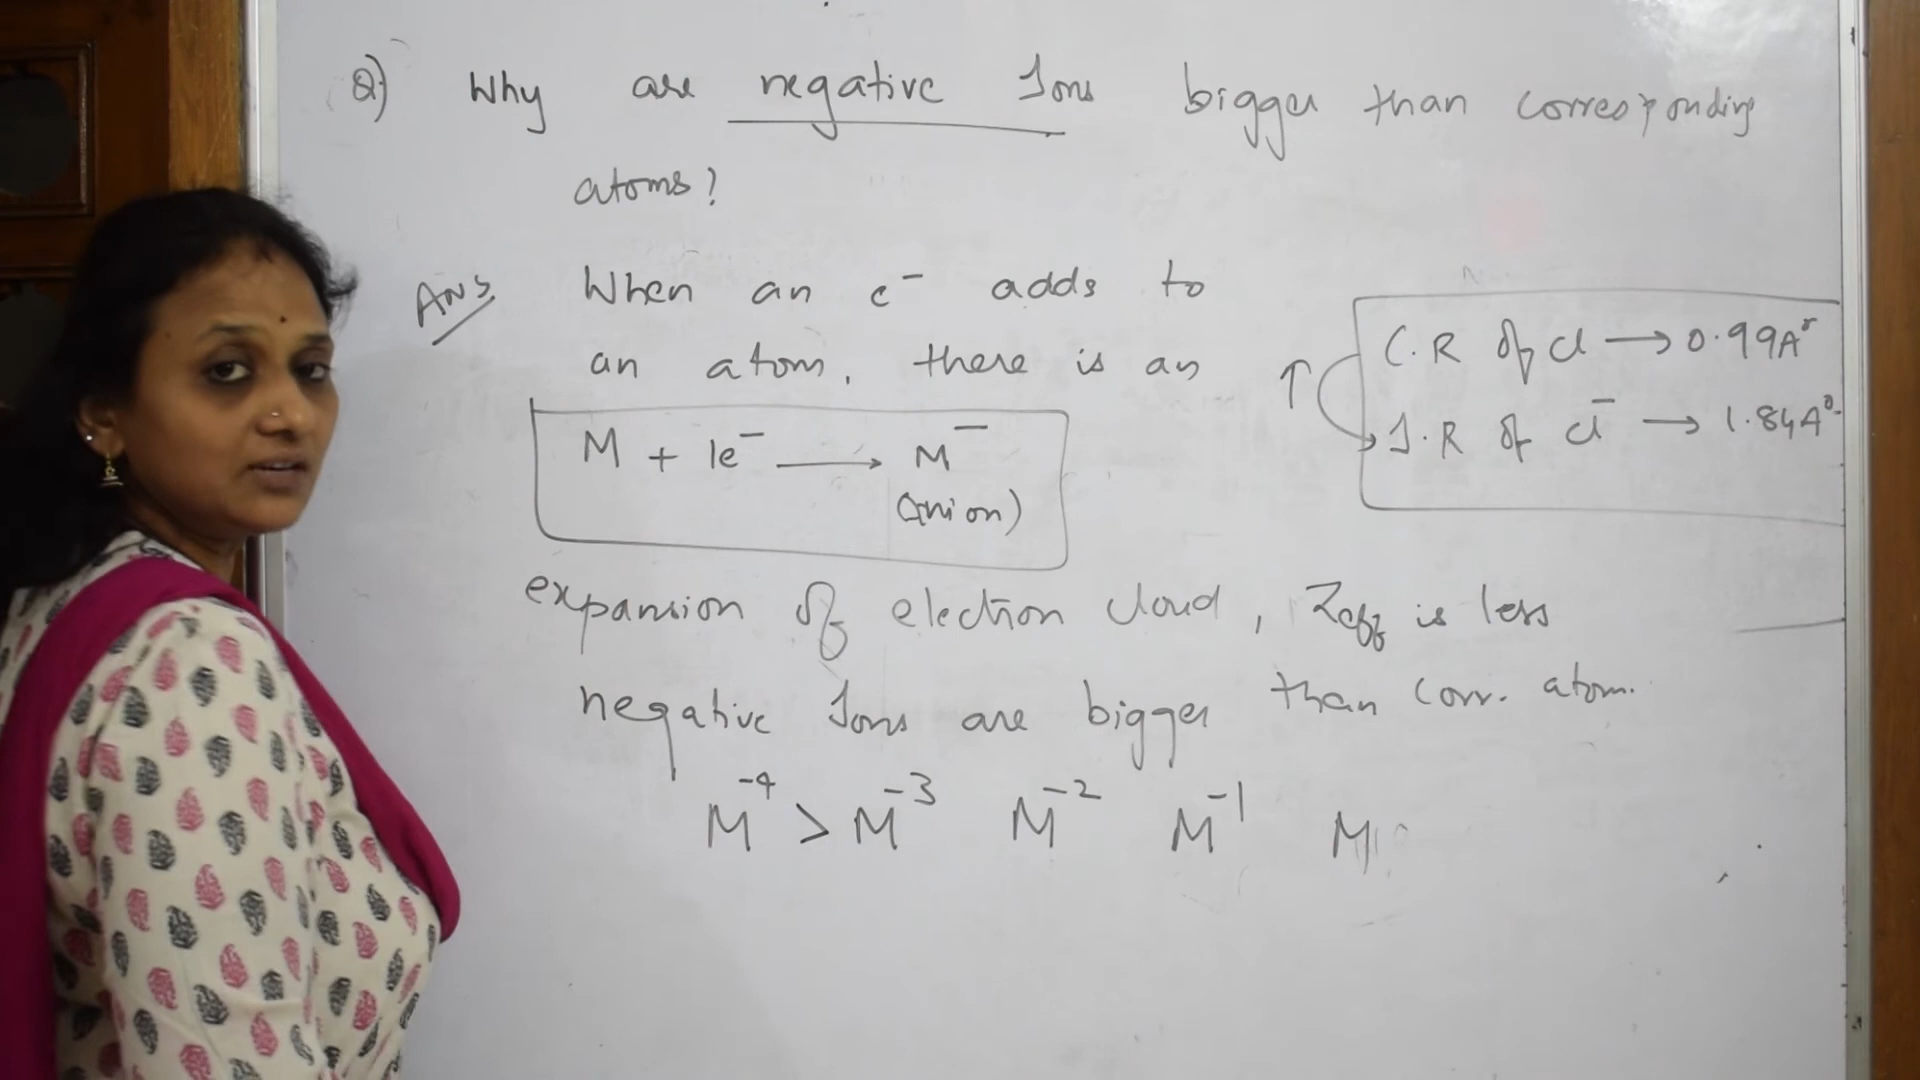 Q) Why are negative Ions bigger than corresponding
atoms?
Ans When an e⁻ adds to
an atom, there is an
M + 1e⁻ → M⁻
(Anion)
C.R of Cl → 0.99A°
↑ I.R of Cl⁻ → 1.84A°
expansion of electron cloud, Zeff is less
negative Ions are bigger than corr. atom.
M⁻⁴ > M⁻³ M⁻² M⁻¹ M